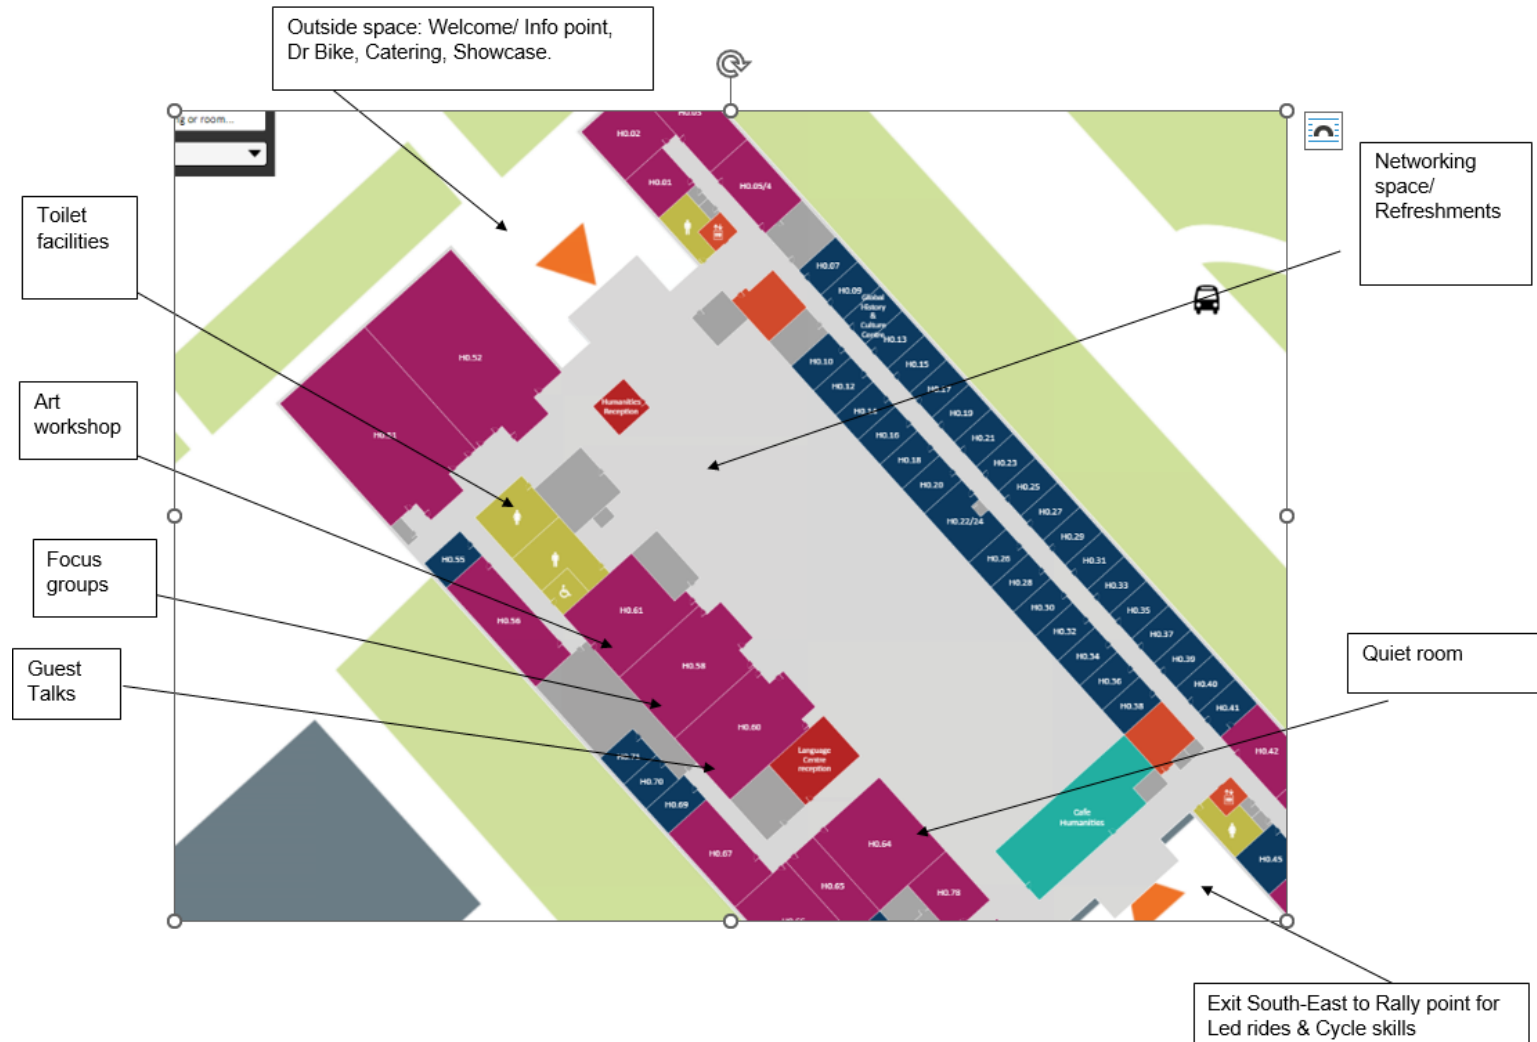 Outside space: Welcome/ Info point,
Dr Bike, Catering, Showcase.
g or room...
Networking
space/
Refreshments
Toilet
facilities
Art
workshop
Focus
groups
Guest
Talks
Quiet room
Exit South-East to Rally point for
Led rides & Cycle skills
H0.02
H0.03
H0.01
H0.05/4
H0.07
H0.09
Global
History
&
Culture
Centre
H0.13
H0.15
H0.17
H0.19
H0.21
H0.23
H0.25
H0.27
H0.29
H0.31
H0.33
H0.35
H0.37
H0.39
H0.40
H0.41
H0.42
H0.45
H0.10
H0.12
H0.16
H0.18
H0.20
H0.22/24
H0.26
H0.28
H0.30
H0.32
H0.34
H0.36
H0.38
H0.52
H0.51
Humanities
Reception
H0.55
H0.56
H0.61
H0.58
H0.60
Language
Centre
reception
H0.71
H0.70
H0.69
H0.67
H0.64
H0.65
H0.78
Cafe
Humanities